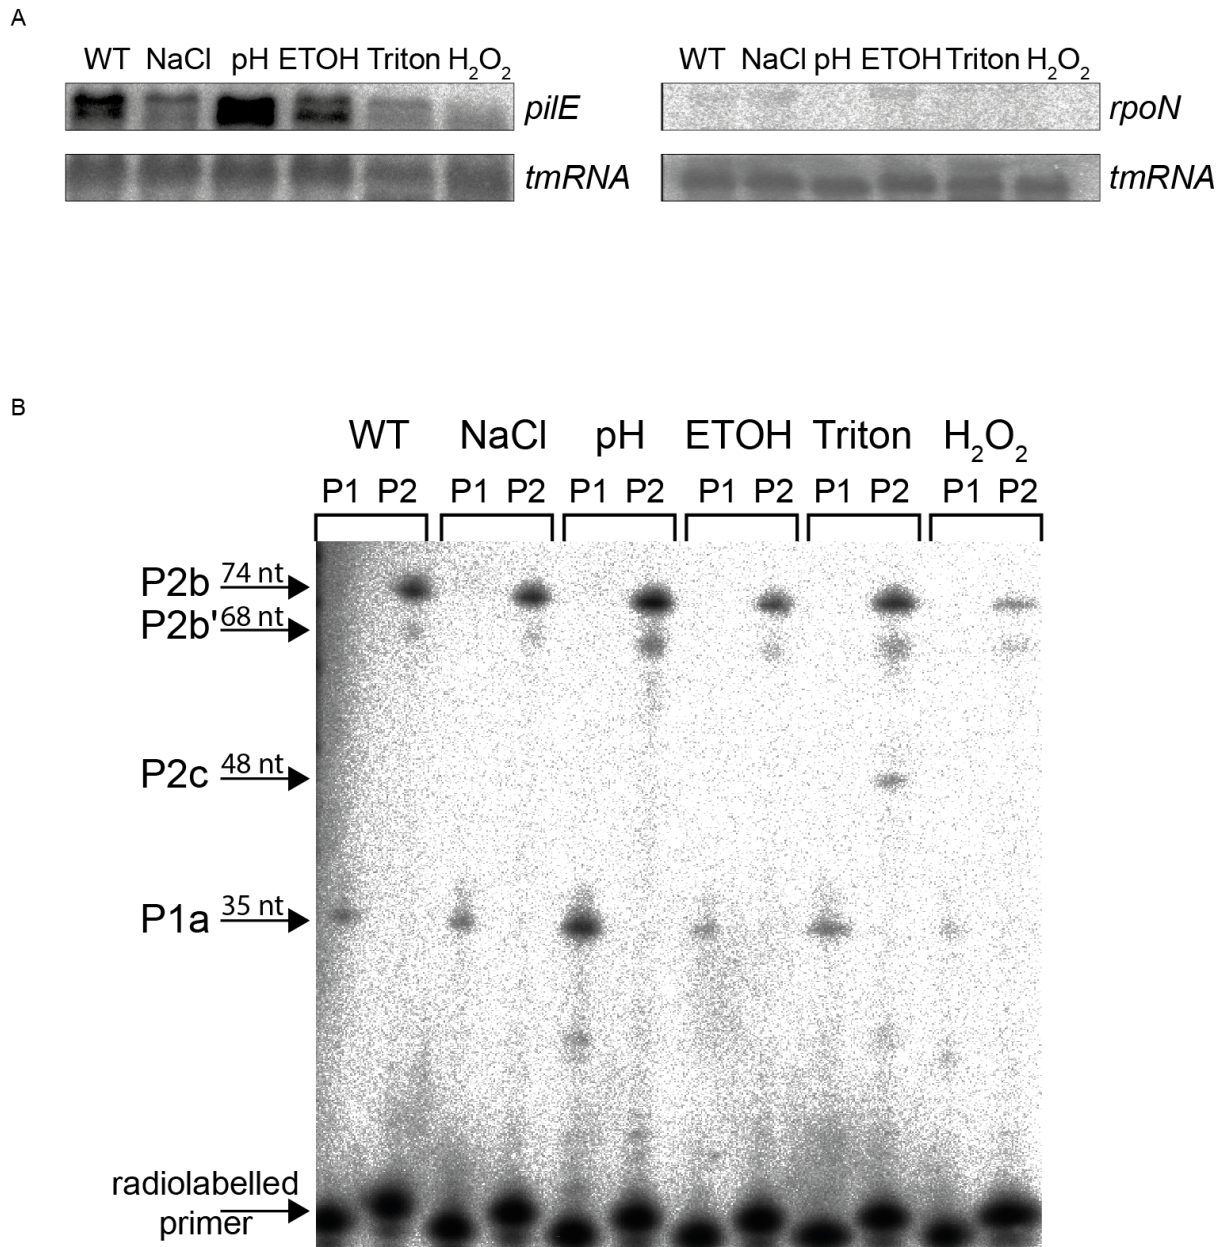 A
WT NaCl pH ETOH Triton H₂O₂
pilE
tmRNA
WT NaCl pH ETOH Triton H₂O₂
rpoN
tmRNA
B
WT NaCl pH ETOH Triton H₂O₂
P1 P2 P1 P2 P1 P2 P1 P2 P1 P2 P1 P2
P2b 74 nt
P2b' 68 nt
P2c 48 nt
P1a 35 nt
radiolabelled
primer